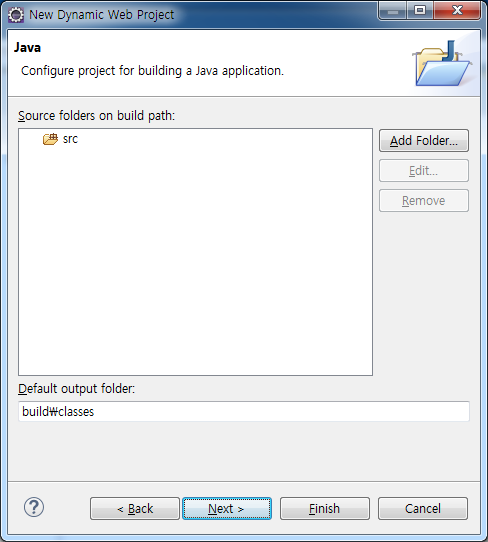 New Dynamic Web Project
Java
Configure project for building a Java application.
Source folders on build path:
src
Add Folder...
Edit...
Remove
Default output folder:
build₩classes
?
< Back
Next >
Finish
Cancel